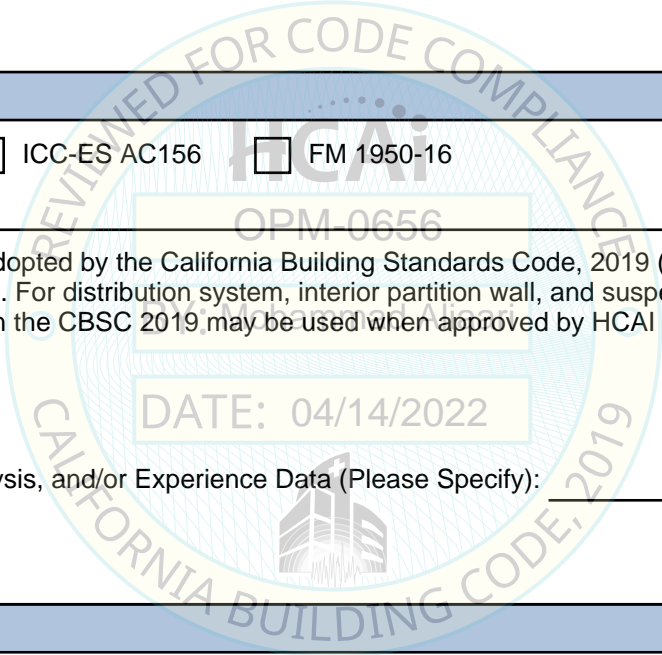 REVIEWED FOR CODE COMPLIANCE
HCAi
ICC-ES AC156 FM 1950-16
OPM-0656
dopted by the California Building Standards Code, 2019 (
. For distribution system, interior partition wall, and suspe
n the CBSC 2019 may be used when approved by HCAI
BY: Mohammad Aliaari
DATE: 04/14/2022
ysis, and/or Experience Data (Please Specify):
CALIFORNIA BUILDING CODE, 2019